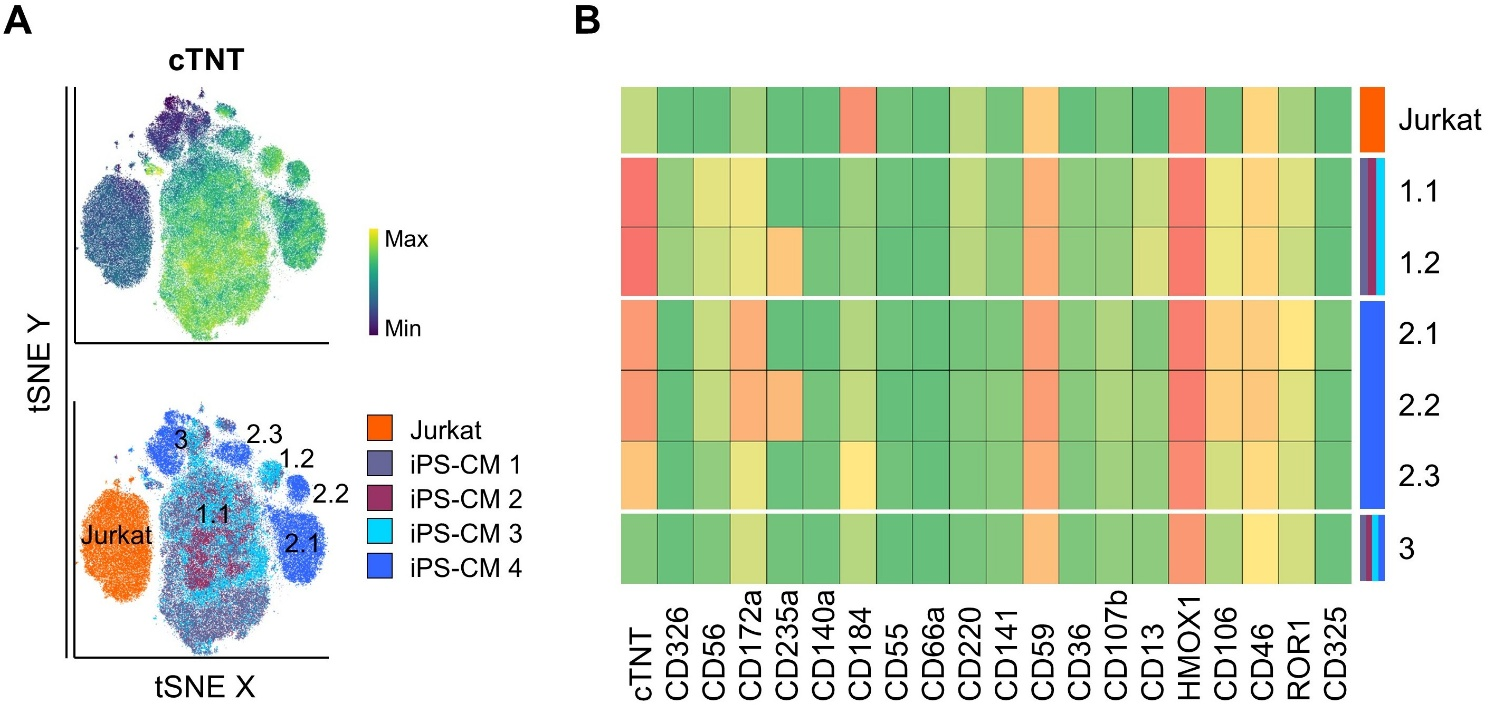 A
cTNT
Max
Min
tSNE Y
3
2.3
1.2
2.2
1.1
Jurkat
2.1
Jurkat
iPS-CM 1
iPS-CM 2
iPS-CM 3
iPS-CM 4
tSNE X
B
Jurkat
1.1
1.2
2.1
2.2
2.3
3
cTNT
CD326
CD56
CD172a
CD235a
CD140a
CD184
CD55
CD66a
CD220
CD141
CD59
CD36
CD107b
CD13
HMOX1
CD106
CD46
ROR1
CD325